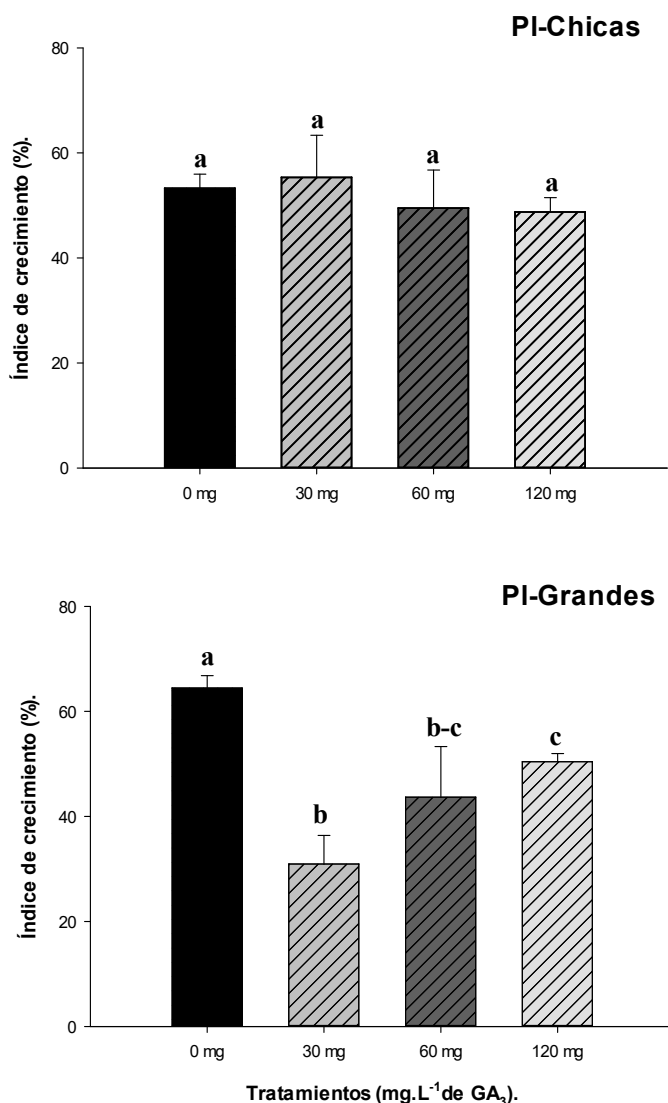 Pl-Chicas
Índice de crecimiento (%).
80
60
40
20
0
a
a
a
a
0 mg
30 mg
60 mg
120 mg
Pl-Grandes
Índice de crecimiento (%).
80
60
40
20
0
a
b
b-c
c
0 mg
30 mg
60 mg
120 mg
Tratamientos (mg.L⁻¹de GA₃).